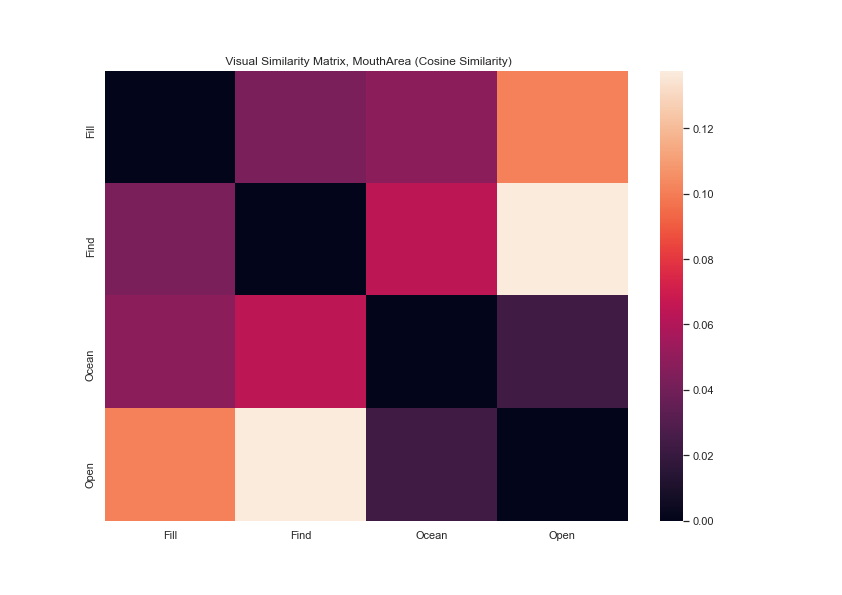 Visual Similarity Matrix, MouthArea (Cosine Similarity)
Fill
Find
Ocean
Open
Fill Find Ocean Open
0.12
0.10
0.08
0.06
0.04
0.02
0.00